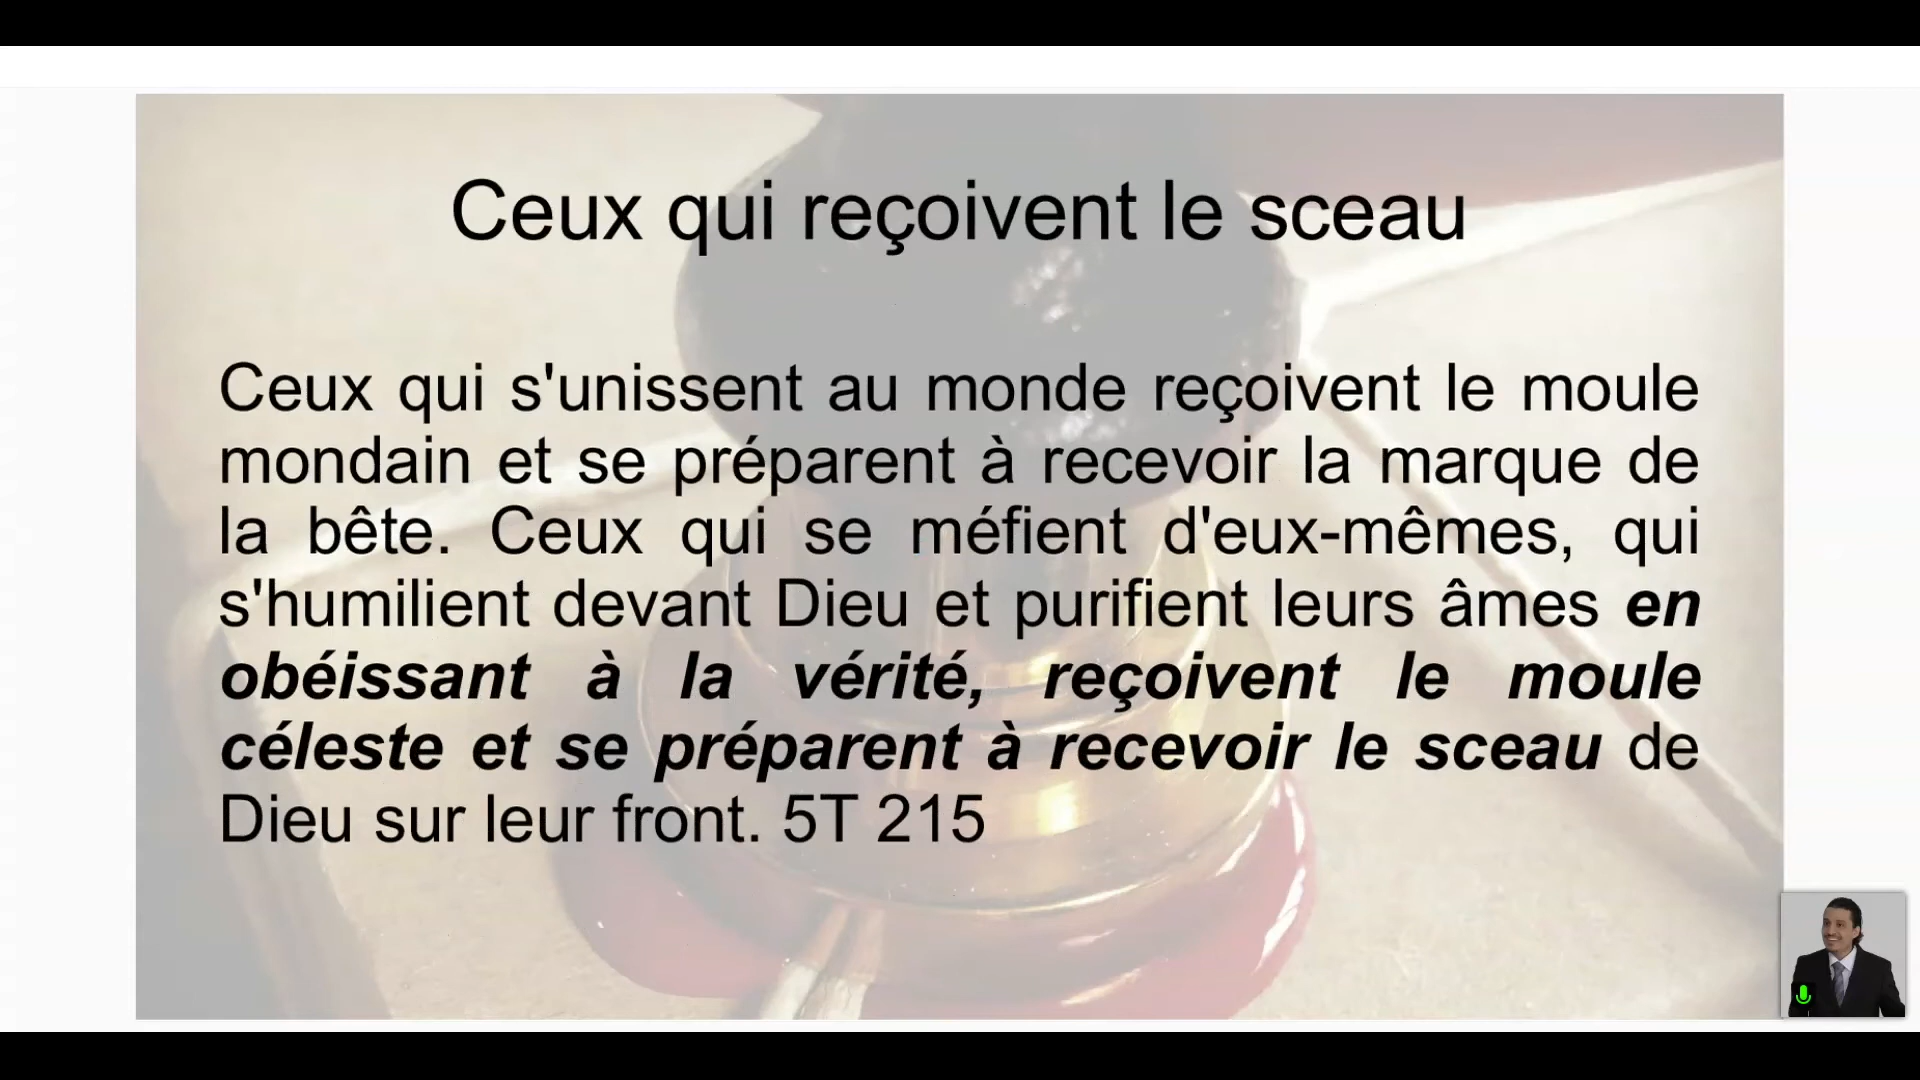 Ceux qui reçoivent le sceau
Ceux qui s'unissent au monde reçoivent le moule
mondain et se préparent à recevoir la marque de
la bête. Ceux qui se méfient d'eux-mêmes, qui
s'humilient devant Dieu et purifient leurs âmes en
obéissant à la vérité, reçoivent le moule
céleste et se préparent à recevoir le sceau de
Dieu sur leur front. 5T 215